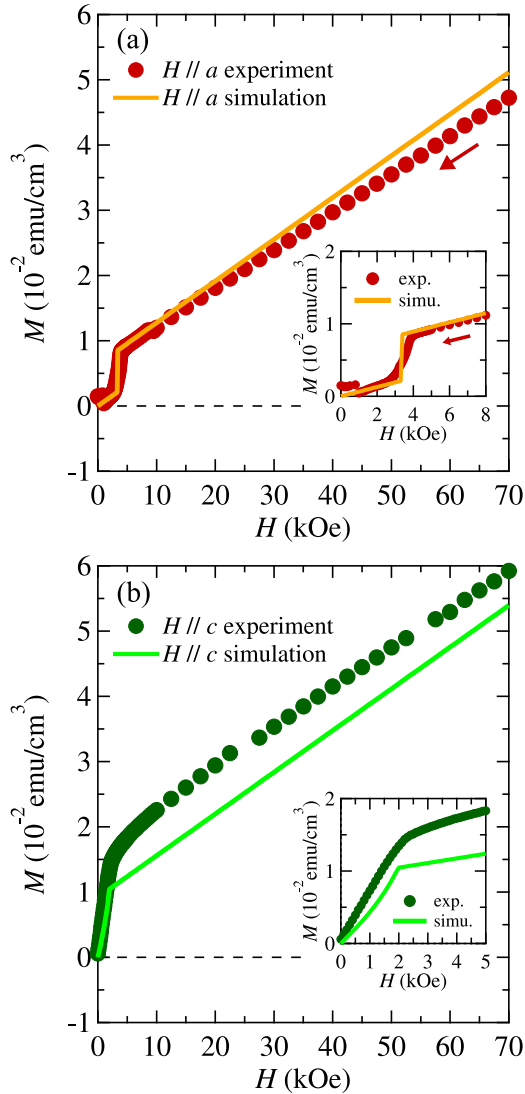 (a)
H // a experiment
H // a simulation
M (10⁻² emu/cm³)
6
5
4
3
2
1
0
-1
0 10 20 30 40 50 60 70
H (kOe)
M (10⁻² emu/cm³)
2
1
0
exp.
simu.
0 2 4 6 8
H (kOe)
(b)
H // c experiment
H // c simulation
M (10⁻² emu/cm³)
6
5
4
3
2
1
0
-1
0 10 20 30 40 50 60 70
H (kOe)
M (10⁻² emu/cm³)
2
1
0
exp.
simu.
0 1 2 3 4 5
H (kOe)